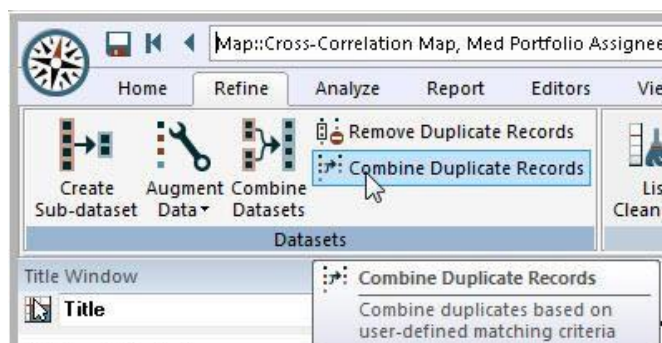 Map::Cross-Correlation Map, Med Portfolio Assignee
Home Refine Analyze Report Editors
Remove Duplicate Records
Combine Duplicate Records
Create Sub-dataset
Augment Data
Combine Datasets
Clean
Datasets
Title Window
Title
Combine Duplicate Records
Combine duplicates based on
user-defined matching criteria